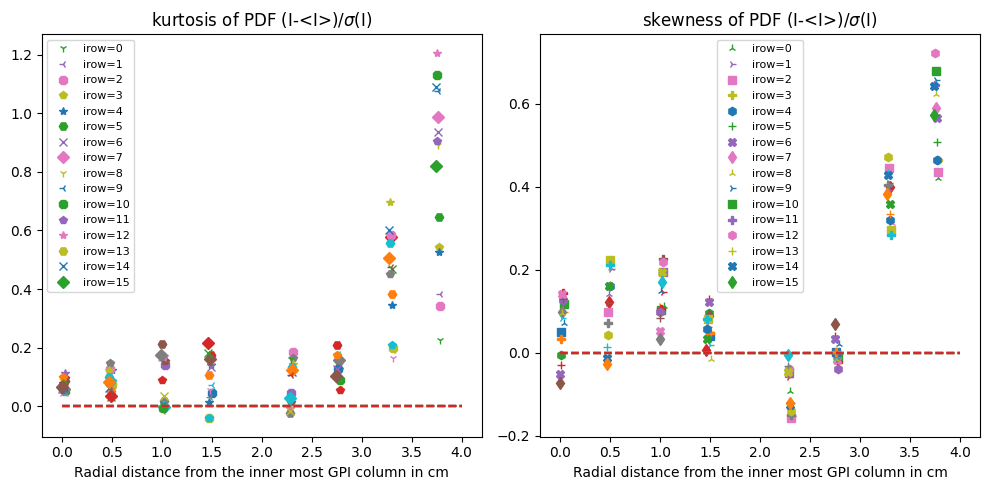 kurtosis of PDF (I-<I>)/σ(I)
1.2
1.0
0.8
0.6
0.4
0.2
0.0
irow=0
irow=1
irow=2
irow=3
irow=4
irow=5
irow=6
irow=7
irow=8
irow=9
irow=10
irow=11
irow=12
irow=13
irow=14
irow=15
0.0 0.5 1.0 1.5 2.0 2.5 3.0 3.5 4.0
Radial distance from the inner most GPI column in cm
skewness of PDF (I-<I>)/σ(I)
0.6
0.4
0.2
0.0
−0.2
irow=0
irow=1
irow=2
irow=3
irow=4
irow=5
irow=6
irow=7
irow=8
irow=9
irow=10
irow=11
irow=12
irow=13
irow=14
irow=15
0.0 0.5 1.0 1.5 2.0 2.5 3.0 3.5 4.0
Radial distance from the inner most GPI column in cm